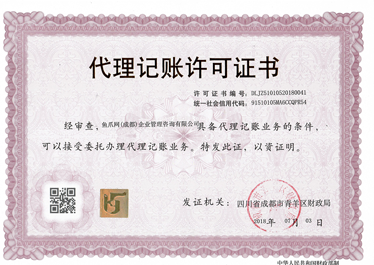 代理记账许可证书
许可证书编号：DLJZ51010520180041
统一社会信用代码：91510105MA6CCQPR54
经审查，鱼爪网(成都)企业管理咨询有限公司具备代理记账业务的条件，
可以接受委托办理代理记账业务。特发此证，以资证明。
发证机关：四川省成都市青羊区财政局
2018年 07月 03日
中华人民共和国财政部制